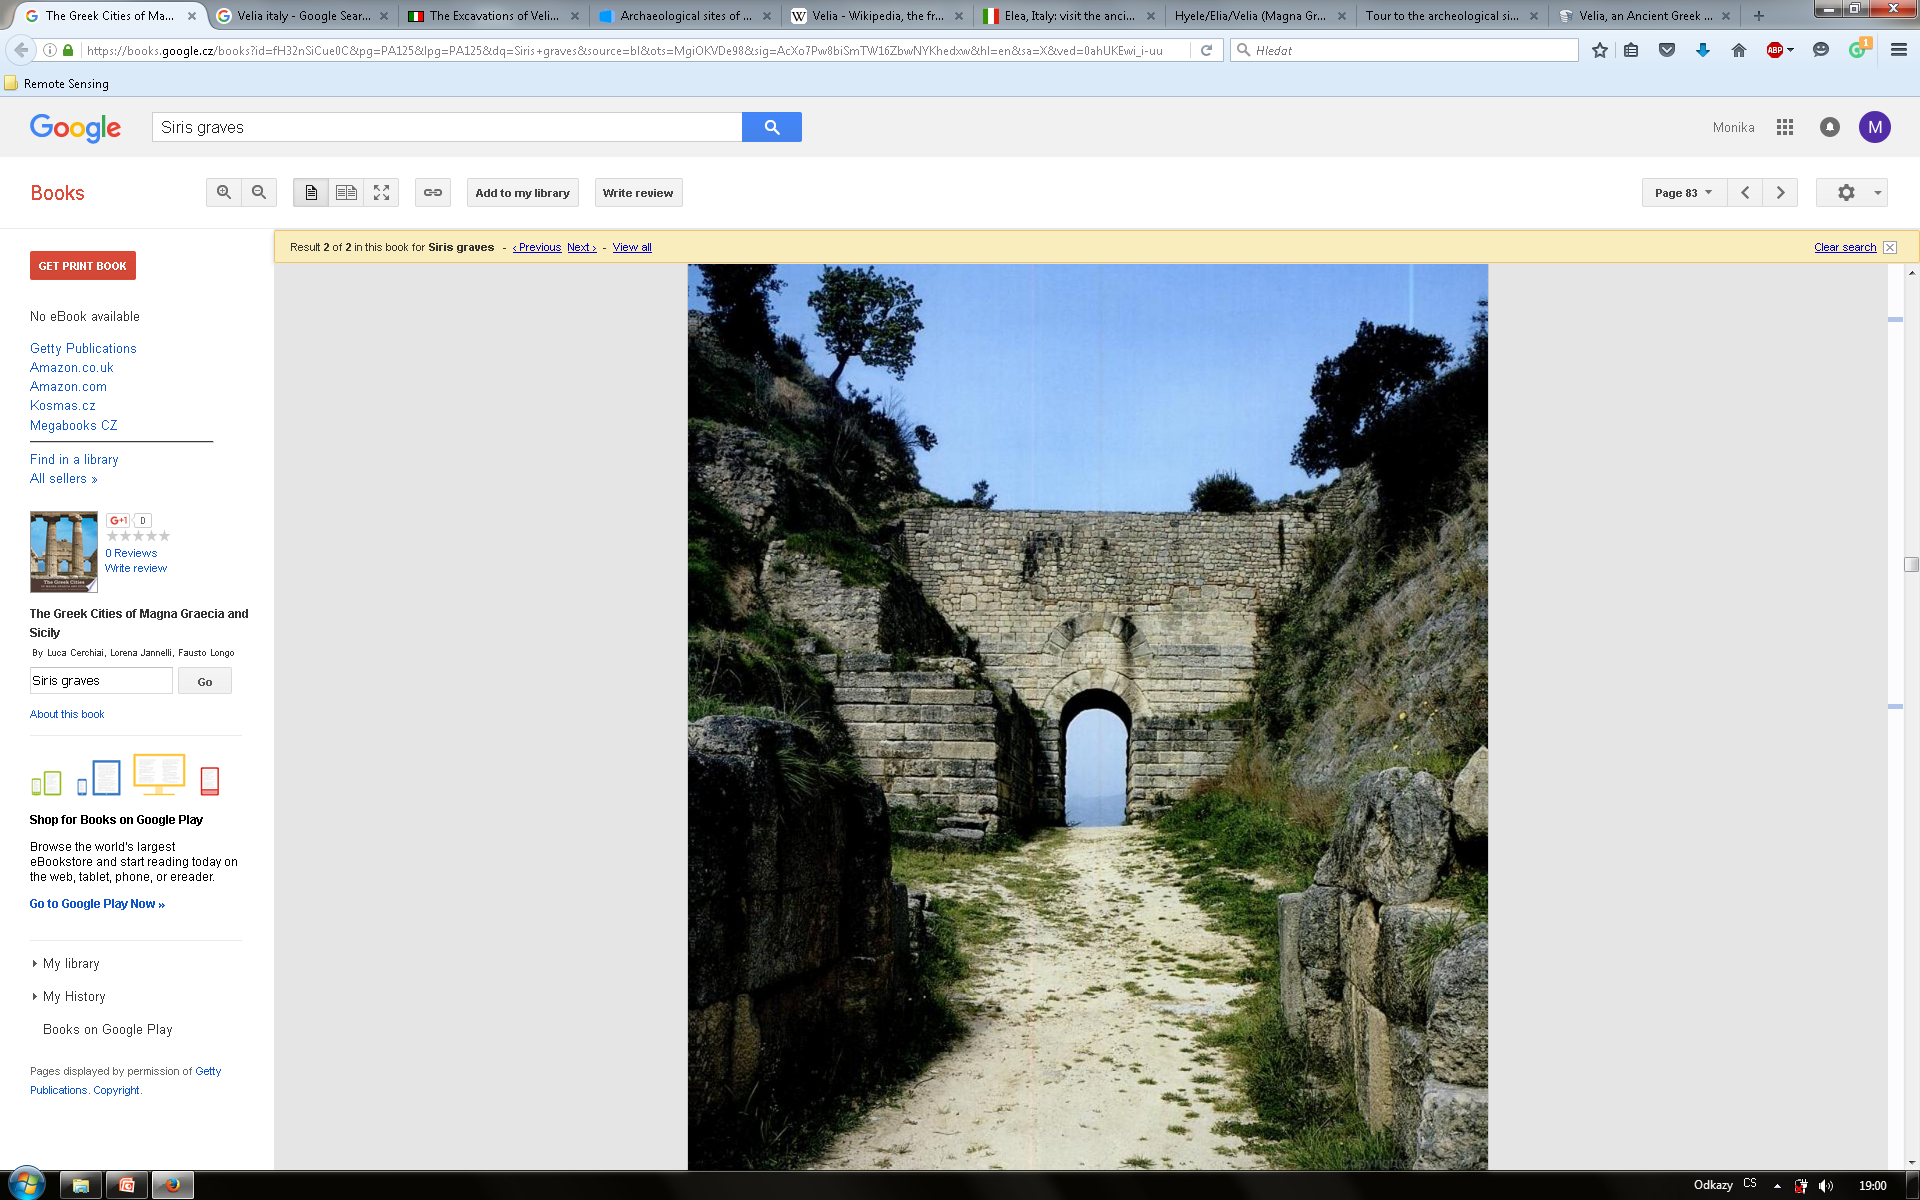 The Greek Cities of Ma...
Velia italy - Google Sear...
The Excavations of Veli...
Archaeological sites of ...
Velia - Wikipedia, the fr...
Elea, Italy: visit the anci...
Hyele/Elia/Velia (Magna Gr...
Tour to the archeological si...
Velia, an Ancient Greek ...
https://books.google.cz/books?id=fH32nSiCue0C&pg=PA125&lpg=PA125&dq=Siris+graves&source=bl&ots=MgiOKVDe98&sig=AcXo7Pw8biSmTW16ZbwNYKhedxw&hl=en&sa=X&ved=0ahUKEwi_i-uu
Hledat
ABP
1
Remote Sensing
Google
Siris graves
Monika
M
Books
Add to my library
Write review
Page 83
Result 2 of 2 in this book for Siris graves - ‹ Previous Next › - View all
Clear search
GET PRINT BOOK
No eBook available
Getty Publications
Amazon.co.uk
Amazon.com
Kosmas.cz
Megabooks CZ
Find in a library
All sellers »
The Greek Cities
G+1 0
0 Reviews
Write review
The Greek Cities of Magna Graecia and
Sicily
By Luca Cerchiai, Lorena Jannelli, Fausto Longo
Siris graves
Go
About this book
Shop for Books on Google Play
Browse the world's largest
eBookstore and start reading today on
the web, tablet, phone, or ereader.
Go to Google Play Now »
My library
My History
Books on Google Play
Pages displayed by permission of Getty
Publications. Copyright.
Odkazy
CS
19:00